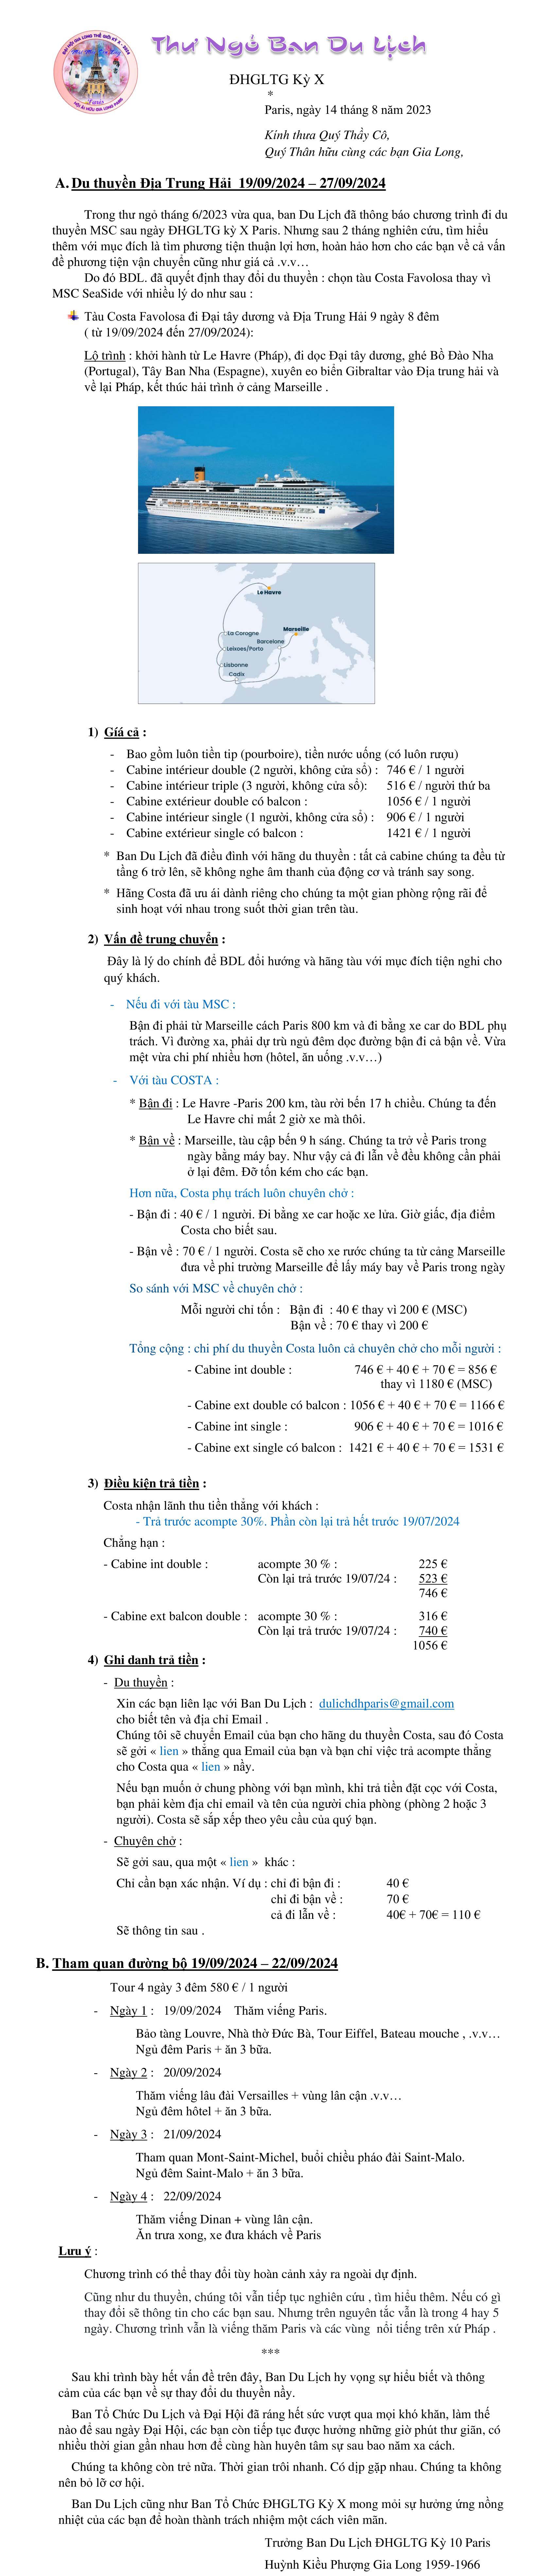 Thư Ngỏ Ban Du Lịch
ĐHGLTG Kỳ X
*
Paris, ngày 14 tháng 8 năm 2023
Kính thưa Quý Thầy Cô,
Quý Thân hữu cùng các bạn Gia Long,
A. Du thuyền Địa Trung Hải 19/09/2024 – 27/09/2024
Trong thư ngỏ tháng 6/2023 vừa qua, ban Du Lịch đã thông báo chương trình đi du
thuyền MSC sau ngày ĐHGLTG kỳ X Paris. Nhưng sau 2 tháng nghiên cứu, tìm hiểu
thêm với mục đích là tìm phương tiện thuận lợi hơn, hoàn hảo hơn cho các bạn về cả vấn
đề phương tiện vận chuyển cũng như giá cả .v.v…
Do đó BDL. đã quyết định thay đổi du thuyền : chọn tàu Costa Favolosa thay vì
MSC SeaSide với nhiều lý do như sau :
Tàu Costa Favolosa đi Đại tây dương và Địa Trung Hải 9 ngày 8 đêm
( từ 19/09/2024 đến 27/09/2024):
Lộ trình : khởi hành từ Le Havre (Pháp), đi dọc Đại tây dương, ghé Bồ Đào Nha
(Portugal), Tây Ban Nha (Espagne), xuyên eo biển Gibraltar vào Địa trung hải và
về lại Pháp, kết thúc hải trình ở cảng Marseille .
Le Havre
Marseille
La Corogne
Barcelone
Leixoes/Porto
Lisbonne
Cadix
1) Gíá cả :
- Bao gồm luôn tiền tip (pourboire), tiền nước uống (có luôn rượu)
- Cabine intérieur double (2 người, không cửa sổ) : 746 € / 1 người
- Cabine intérieur triple (3 người, không cửa sổ): 516 € / người thứ ba
- Cabine extérieur double có balcon : 1056 € / 1 người
- Cabine intérieur single (1 người, không cửa sổ) : 906 € / 1 người
- Cabine extérieur single có balcon : 1421 € / 1 người
* Ban Du Lịch đã điều đình với hãng du thuyền : tất cả cabine chúng ta đều từ
tầng 6 trở lên, sẽ không nghe âm thanh của động cơ và tránh say song.
* Hãng Costa đã ưu ái dành riêng cho chúng ta một gian phòng rộng rãi để
sinh hoạt với nhau trong suốt thời gian trên tàu.
2) Vấn đề trung chuyển :
Đây là lý do chính để BDL đổi hướng và hãng tàu với mục đích tiện nghi cho
quý khách.
- Nếu đi với tàu MSC :
Bận đi phải từ Marseille cách Paris 800 km và đi bằng xe car do BDL phụ
trách. Vì đường xa, phải dự trù ngủ đêm dọc đường bận đi cả bận về. Vừa
mệt vừa chi phí nhiều hơn (hôtel, ăn uống .v.v…)
- Với tàu COSTA :
* Bận đi : Le Havre -Paris 200 km, tàu rời bến 17 h chiều. Chúng ta đến
Le Havre chỉ mất 2 giờ xe mà thôi.
* Bận về : Marseille, tàu cập bến 9 h sáng. Chúng ta trở về Paris trong
ngày bằng máy bay. Như vậy cả đi lẫn về đều không cần phải
ở lại đêm. Đỡ tốn kém cho các bạn.
Hơn nữa, Costa phụ trách luôn chuyên chở :
- Bận đi : 40 € / 1 người. Đi bằng xe car hoặc xe lửa. Giờ giấc, địa điểm
Costa cho biết sau.
- Bận về : 70 € / 1 người. Costa sẽ cho xe rước chúng ta từ cảng Marseille
đưa về phi trường Marseille để lấy máy bay về Paris trong ngày
So sánh với MSC về chuyên chở :
Mỗi người chỉ tốn : Bận đi : 40 € thay vì 200 € (MSC)
Bận về : 70 € thay vì 200 €
Tổng cộng : chi phí du thuyền Costa luôn cả chuyên chở cho mỗi người :
- Cabine int double : 746 € + 40 € + 70 € = 856 €
thay vì 1180 € (MSC)
- Cabine ext double có balcon : 1056 € + 40 € + 70 € = 1166 €
- Cabine int single : 906 € + 40 € + 70 € = 1016 €
- Cabine ext single có balcon : 1421 € + 40 € + 70 € = 1531 €
3) Điều kiện trả tiền :
Costa nhận lãnh thu tiền thẳng với khách :
- Trả trước acompte 30%. Phần còn lại trả hết trước 19/07/2024
Chẳng hạn :
- Cabine int double : acompte 30 % : 225 €
Còn lại trả trước 19/07/24 : 523 €
746 €
- Cabine ext balcon double : acompte 30 % : 316 €
Còn lại trả trước 19/07/24 : 740 €
1056 €
4) Ghi danh trả tiền :
- Du thuyền :
Xin các bạn liên lạc với Ban Du Lịch : dulichdhparis@gmail.com
cho biết tên và địa chỉ Email .
Chúng tôi sẽ chuyển Email của bạn cho hãng du thuyền Costa, sau đó Costa
sẽ gởi « lien » thẳng qua Email của bạn và bạn chỉ việc trả acompte thẳng
cho Costa qua « lien » nầy.
Nếu bạn muốn ở chung phòng với bạn mình, khi trả tiền đặt cọc với Costa,
bạn phải kèm địa chỉ email và tên của người chia phòng (phòng 2 hoặc 3
người). Costa sẽ sắp xếp theo yêu cầu của quý bạn.
- Chuyên chở :
Sẽ gởi sau, qua một « lien » khác :
Chỉ cần bạn xác nhận. Ví dụ : chỉ đi bận đi : 40 €
chỉ đi bận về : 70 €
cả đi lẫn về : 40€ + 70€ = 110 €
Sẽ thông tin sau .
B. Tham quan đường bộ 19/09/2024 – 22/09/2024
Tour 4 ngày 3 đêm 580 € / 1 người
- Ngày 1 : 19/09/2024 Thăm viếng Paris.
Bảo tàng Louvre, Nhà thờ Đức Bà, Tour Eiffel, Bateau mouche , .v.v…
Ngủ đêm Paris + ăn 3 bữa.
- Ngày 2 : 20/09/2024
Thăm viếng lâu đài Versailles + vùng lân cận .v.v…
Ngủ đêm hôtel + ăn 3 bữa.
- Ngày 3 : 21/09/2024
Tham quan Mont-Saint-Michel, buổi chiều pháo đài Saint-Malo.
Ngủ đêm Saint-Malo + ăn 3 bữa.
- Ngày 4 : 22/09/2024
Thăm viếng Dinan + vùng lân cận.
Ăn trưa xong, xe đưa khách về Paris
Lưu ý :
Chương trình có thể thay đổi tùy hoàn cảnh xảy ra ngoài dự định.
Cũng như du thuyền, chúng tôi vẫn tiếp tục nghiên cứu , tìm hiểu thêm. Nếu có gì
thay đổi sẽ thông tin cho các bạn sau. Nhưng trên nguyên tắc vẫn là trong 4 hay 5
ngày. Chương trình vẫn là viếng thăm Paris và các vùng nổi tiếng trên xứ Pháp .
***
Sau khi trình bày hết vấn đề trên đây, Ban Du Lịch hy vọng sự hiểu biết và thông
cảm của các bạn về sự thay đổi du thuyền nầy.
Ban Tổ Chức Du Lịch và Đại Hội đã ráng hết sức vượt qua mọi khó khăn, làm thế
nào để sau ngày Đại Hội, các bạn còn tiếp tục được hưởng những giờ phút thư giãn, có
nhiều thời gian gần nhau hơn để cùng hàn huyên tâm sự sau bao năm xa cách.
Chúng ta không còn trẻ nữa. Thời gian trôi nhanh. Có dịp gặp nhau. Chúng ta không
nên bỏ lỡ cơ hội.
Ban Du Lịch cũng như Ban Tổ Chức ĐHGLTG Kỳ X mong mỏi sự hưởng ứng nồng
nhiệt của các bạn để hoàn thành trách nhiệm một cách viên mãn.
Trưởng Ban Du Lịch ĐHGLTG Kỳ 10 Paris
Huỳnh Kiều Phượng Gia Long 1959-1966